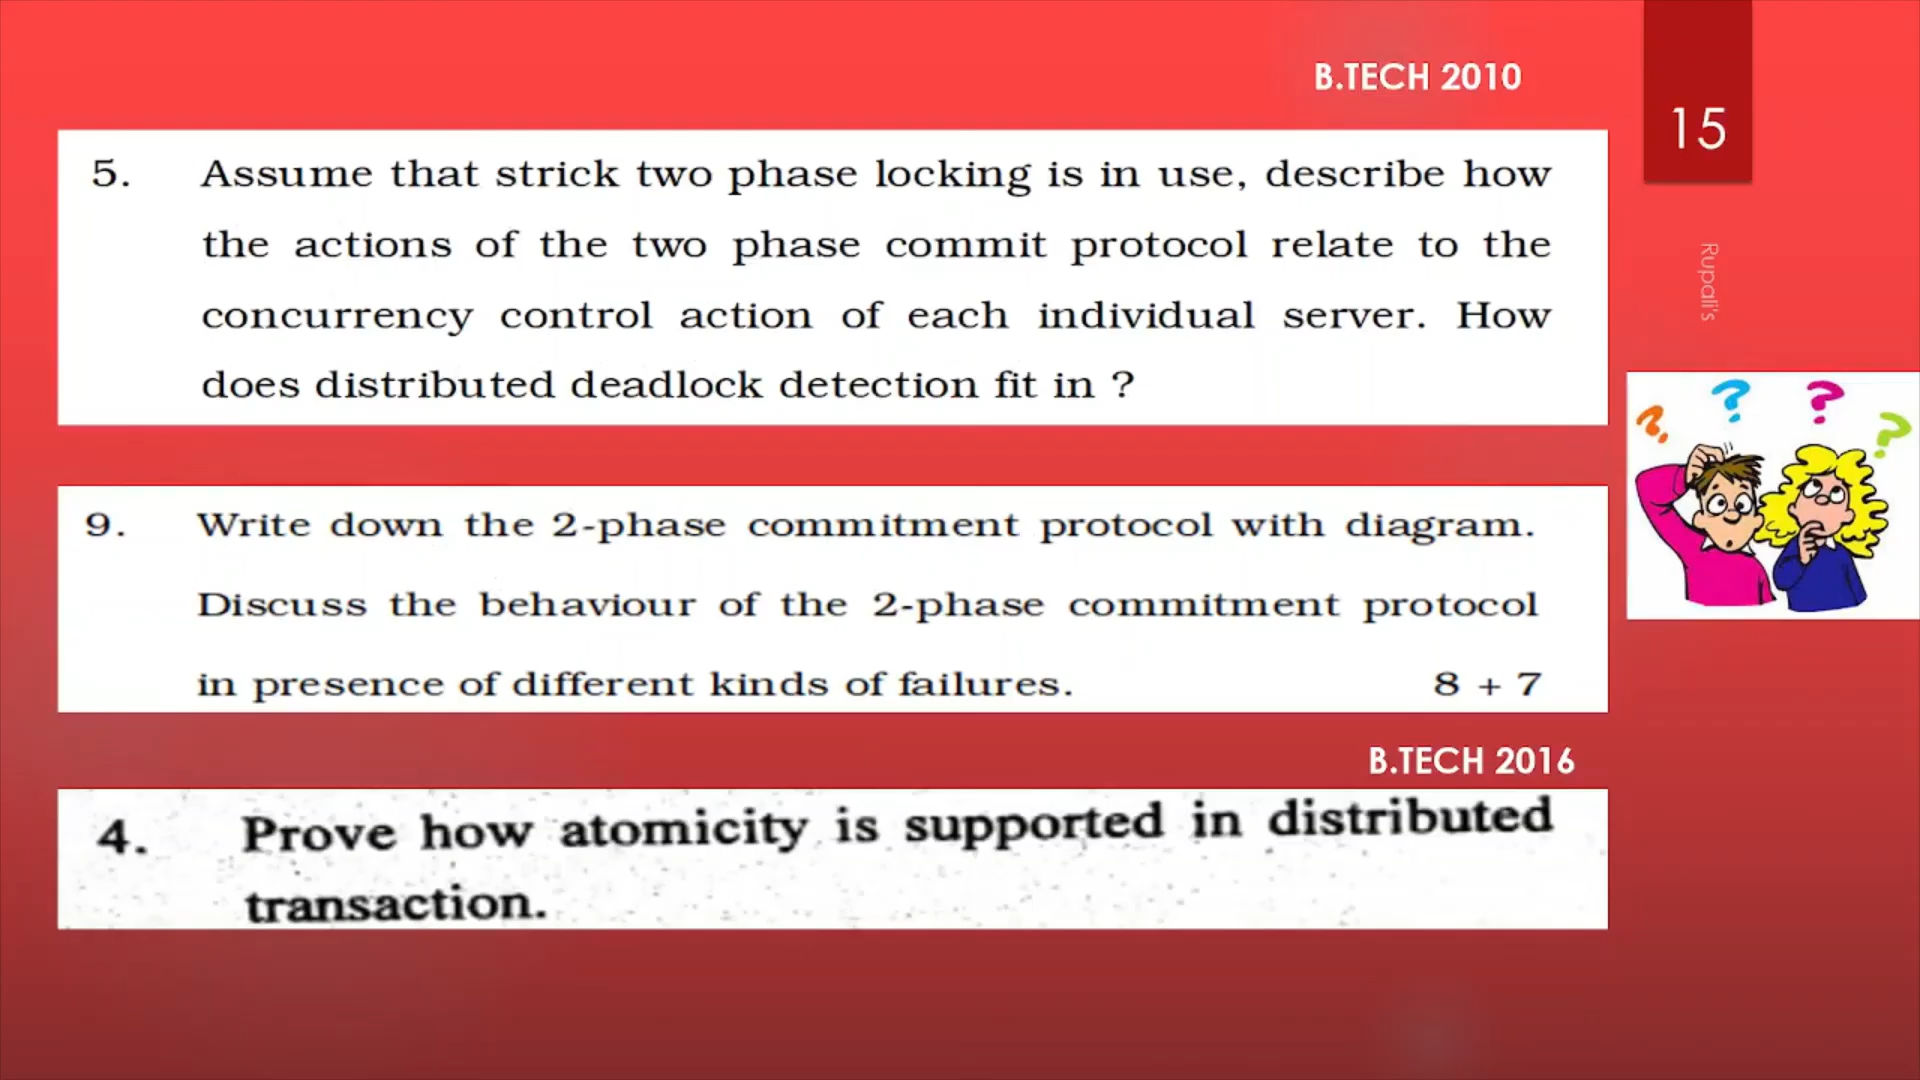 B.TECH 2010
15
5. Assume that strick two phase locking is in use, describe how
the actions of the two phase commit protocol relate to the
concurrency control action of each individual server. How
does distributed deadlock detection fit in ?
Rupali's
9. Write down the 2-phase commitment protocol with diagram.
Discuss the behaviour of the 2-phase commitment protocol
in presence of different kinds of failures. 8 + 7
B.TECH 2016
4. Prove how atomicity is supported in distributed
transaction.
? ? ? ?